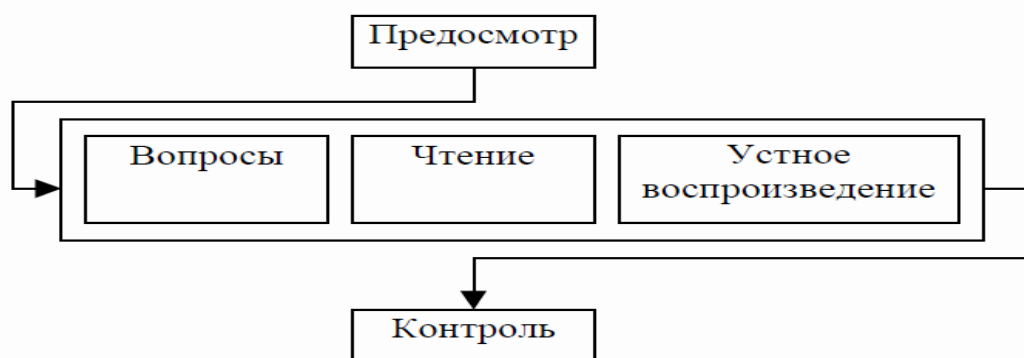 Предосмотр
Вопросы
Чтение
Устное
воспроизведение
Контроль